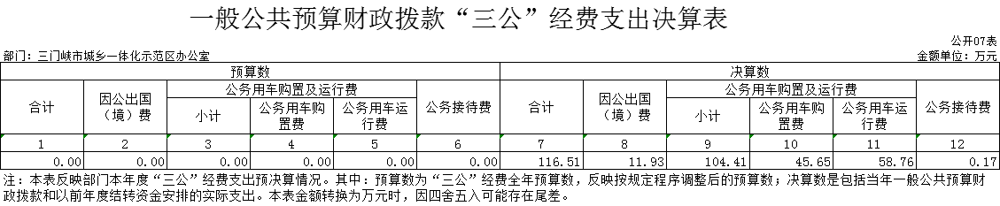 一般公共预算财政拨款“三公”经费支出决算表
公开07表
部门：三门峡市城乡一体化示范区办公室 金额单位：万元
预算数 决算数
合计 因公出国（境）费 公务用车购置及运行费 公务接待费 合计 因公出国（境）费 公务用车购置及运行费 公务接待费
小计 公务用车购置费 公务用车运行费 小计 公务用车购置费 公务用车运行费
1 2 3 4 5 6 7 8 9 10 11 12
0.00 0.00 0.00 0.00 0.00 0.00 116.51 11.93 104.41 45.65 58.76 0.17
注：本表反映部门本年度“三公”经费支出预决算情况。其中：预算数为“三公”经费全年预算数，反映按规定程序调整后的预算数；决算数是包括当年一般公共预算财
政拨款和以前年度结转资金安排的实际支出。本表金额转换为万元时，因四舍五入可能存在尾差。